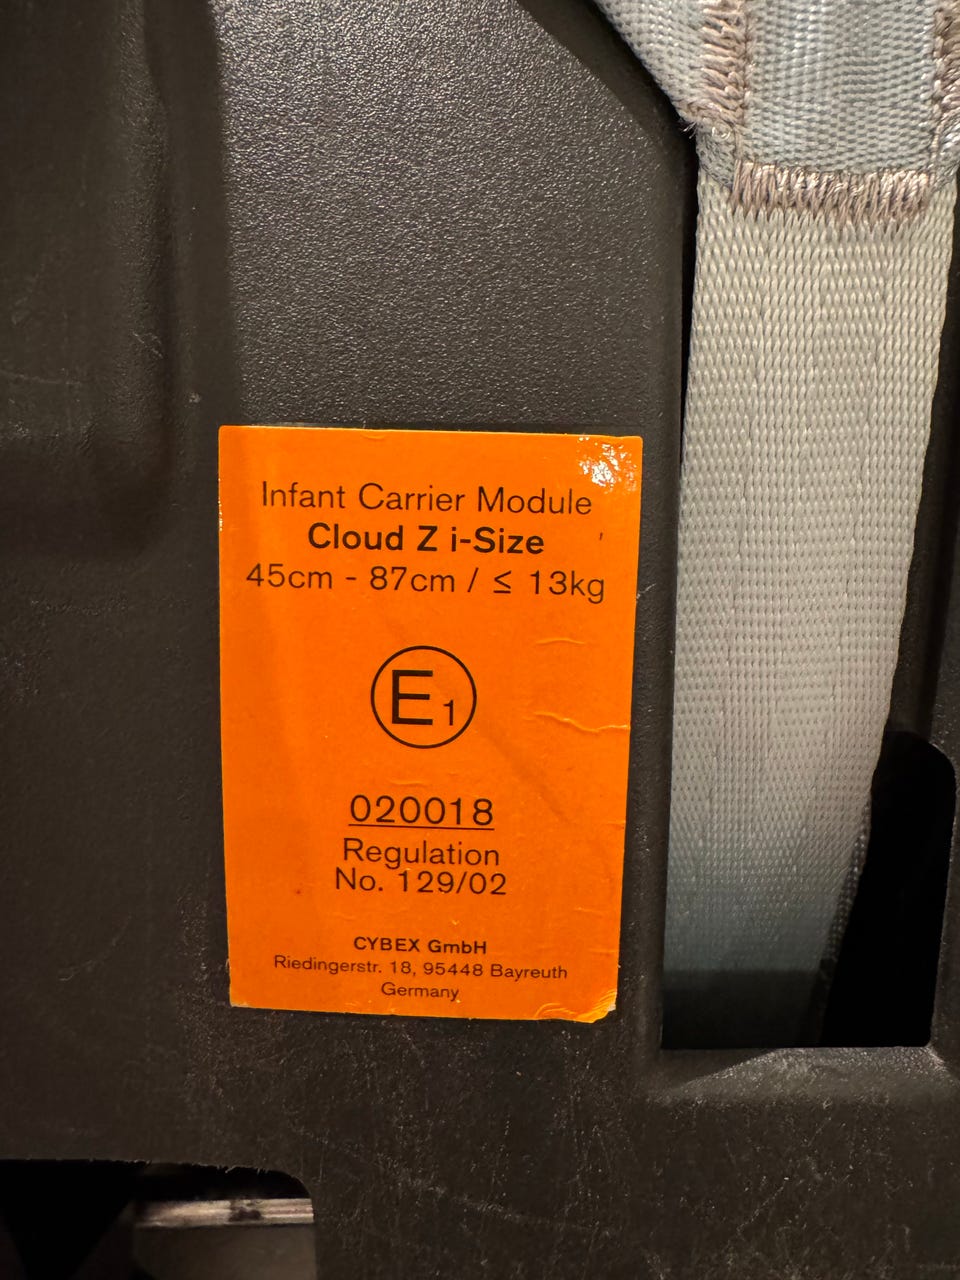 Infant Carrier Module
Cloud Z i-Size
45cm - 87cm / ≤ 13kg
E1
020018
Regulation
No. 129/02
CYBEX GmbH
Riedingerstr. 18, 95448 Bayreuth
Germany